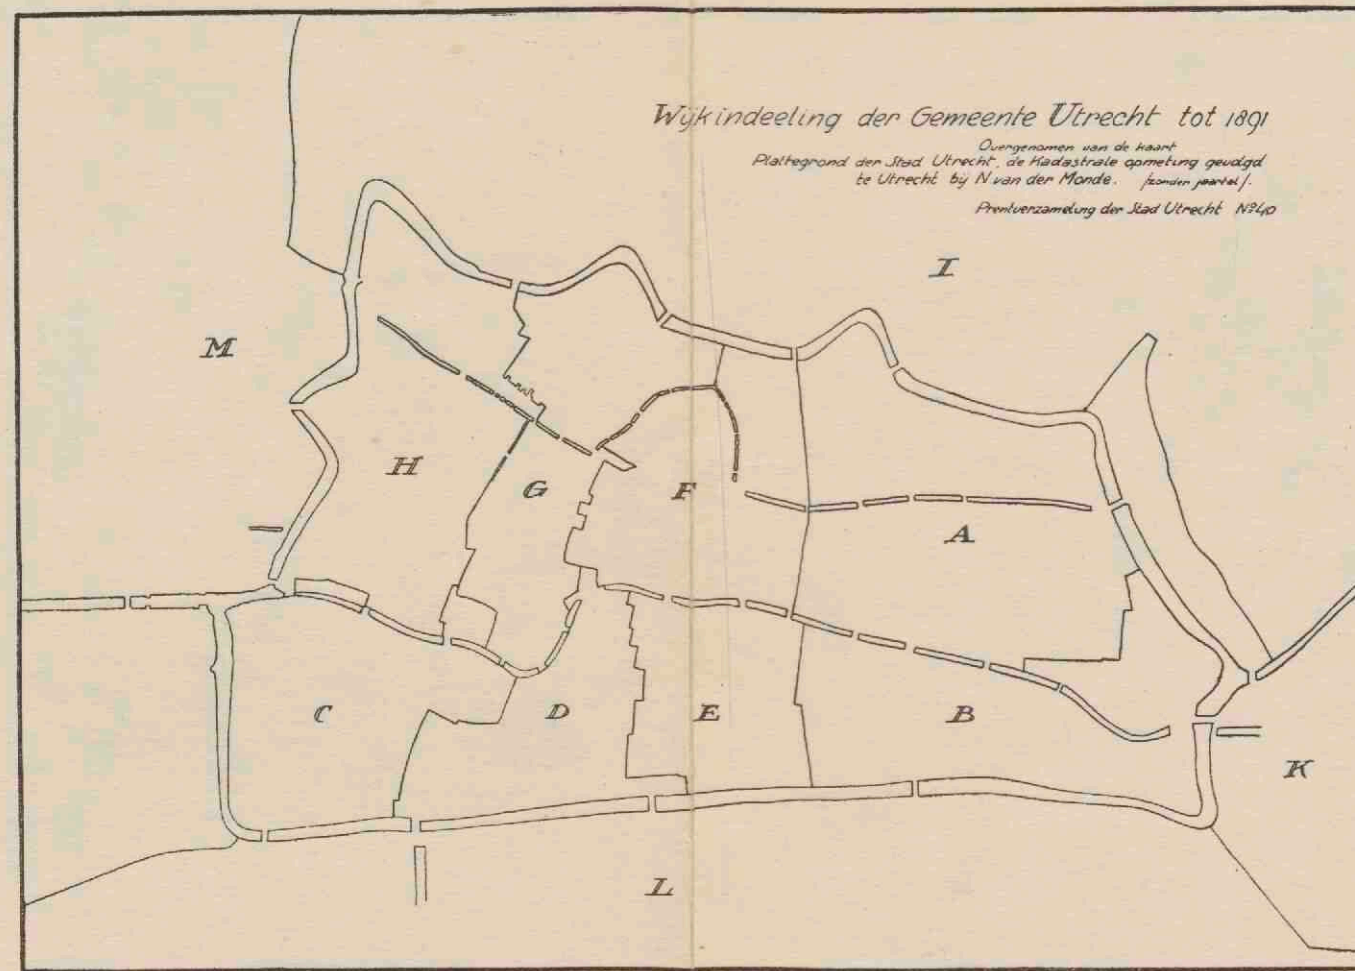 Wijkindeeling der Gemeente Utrecht tot 1891
Overgenomen van de kaart
Plattegrond der Stad Utrecht, de Kadastrale opmeting gevolgd
te Utrecht bij N van der Monde. /zonder jaartal/.
Prentverzameling der Stad Utrecht No 40
I
M
H
G
F
A
C
D
E
B
K
L